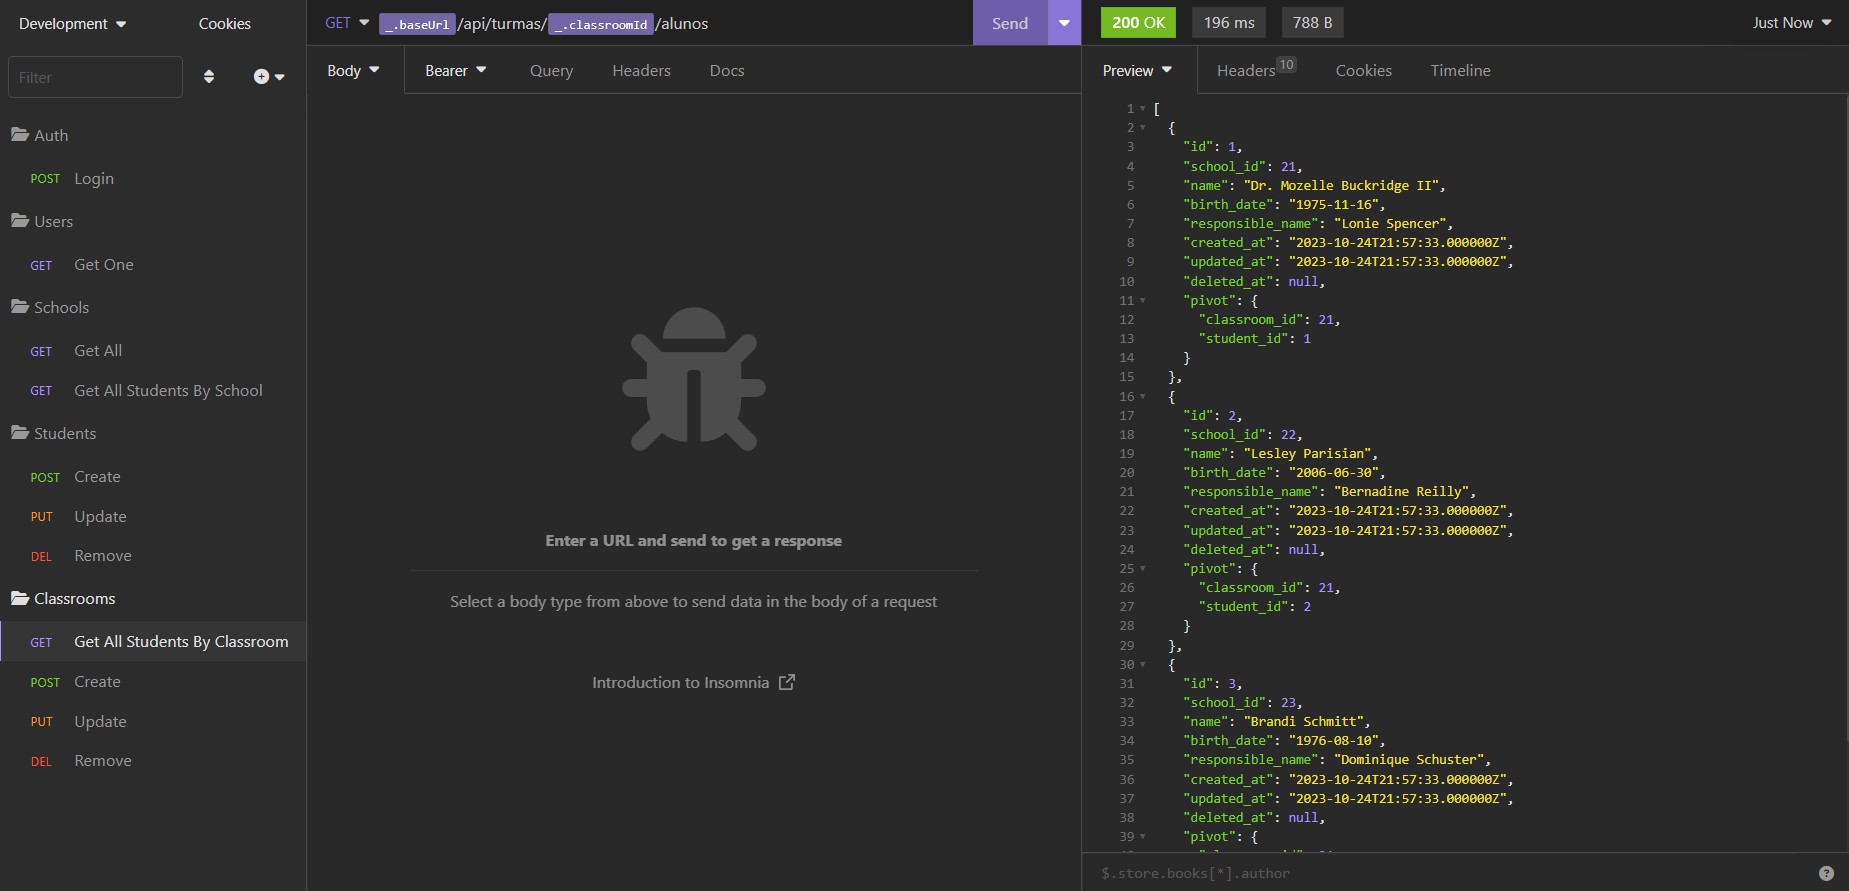 Development
Cookies
Filter
Auth
POST Login
Users
GET Get One
Schools
GET Get All
GET Get All Students By School
Students
POST Create
PUT Update
DEL Remove
Classrooms
GET Get All Students By Classroom
POST Create
PUT Update
DEL Remove
GET _.baseUrl/api/turmas/_.classroomId/alunos
Send
Body
Bearer
Query
Headers
Docs
Enter a URL and send to get a response
Select a body type from above to send data in the body of a request
Introduction to Insomnia
200 OK
196 ms
788 B
Just Now
Preview
Headers 10
Cookies
Timeline
1 [
2 {
3 "id": 1,
4 "school_id": 21,
5 "name": "Dr. Mozelle Buckridge II",
6 "birth_date": "1975-11-16",
7 "responsible_name": "Lonie Spencer",
8 "created_at": "2023-10-24T21:57:33.000000Z",
9 "updated_at": "2023-10-24T21:57:33.000000Z",
10 "deleted_at": null,
11 "pivot": {
12 "classroom_id": 21,
13 "student_id": 1
14 }
15 },
16 {
17 "id": 2,
18 "school_id": 22,
19 "name": "Lesley Parisian",
20 "birth_date": "2006-06-30",
21 "responsible_name": "Bernadine Reilly",
22 "created_at": "2023-10-24T21:57:33.000000Z",
23 "updated_at": "2023-10-24T21:57:33.000000Z",
24 "deleted_at": null,
25 "pivot": {
26 "classroom_id": 21,
27 "student_id": 2
28 }
29 },
30 {
31 "id": 3,
32 "school_id": 23,
33 "name": "Brandi Schmitt",
34 "birth_date": "1976-08-10",
35 "responsible_name": "Dominique Schuster",
36 "created_at": "2023-10-24T21:57:33.000000Z",
37 "updated_at": "2023-10-24T21:57:33.000000Z",
38 "deleted_at": null,
39 "pivot": {
$.store.books[*].author
?